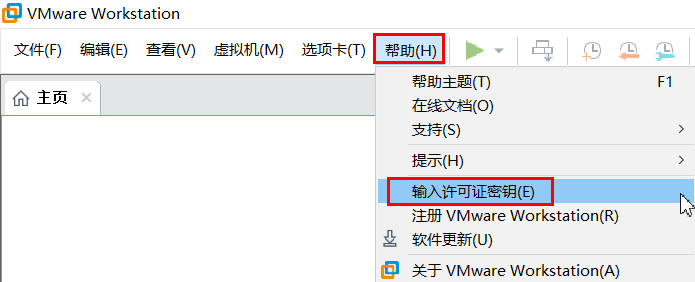 VMware Workstation
文件(F) 编辑(E) 查看(V) 虚拟机(M) 选项卡(T) 帮助(H)
主页
帮助主题(T) F1
在线文档(O)
支持(S)
提示(H)
输入许可证密钥(E)
注册 VMware Workstation(R)
软件更新(U)
关于 VMware Workstation(A)